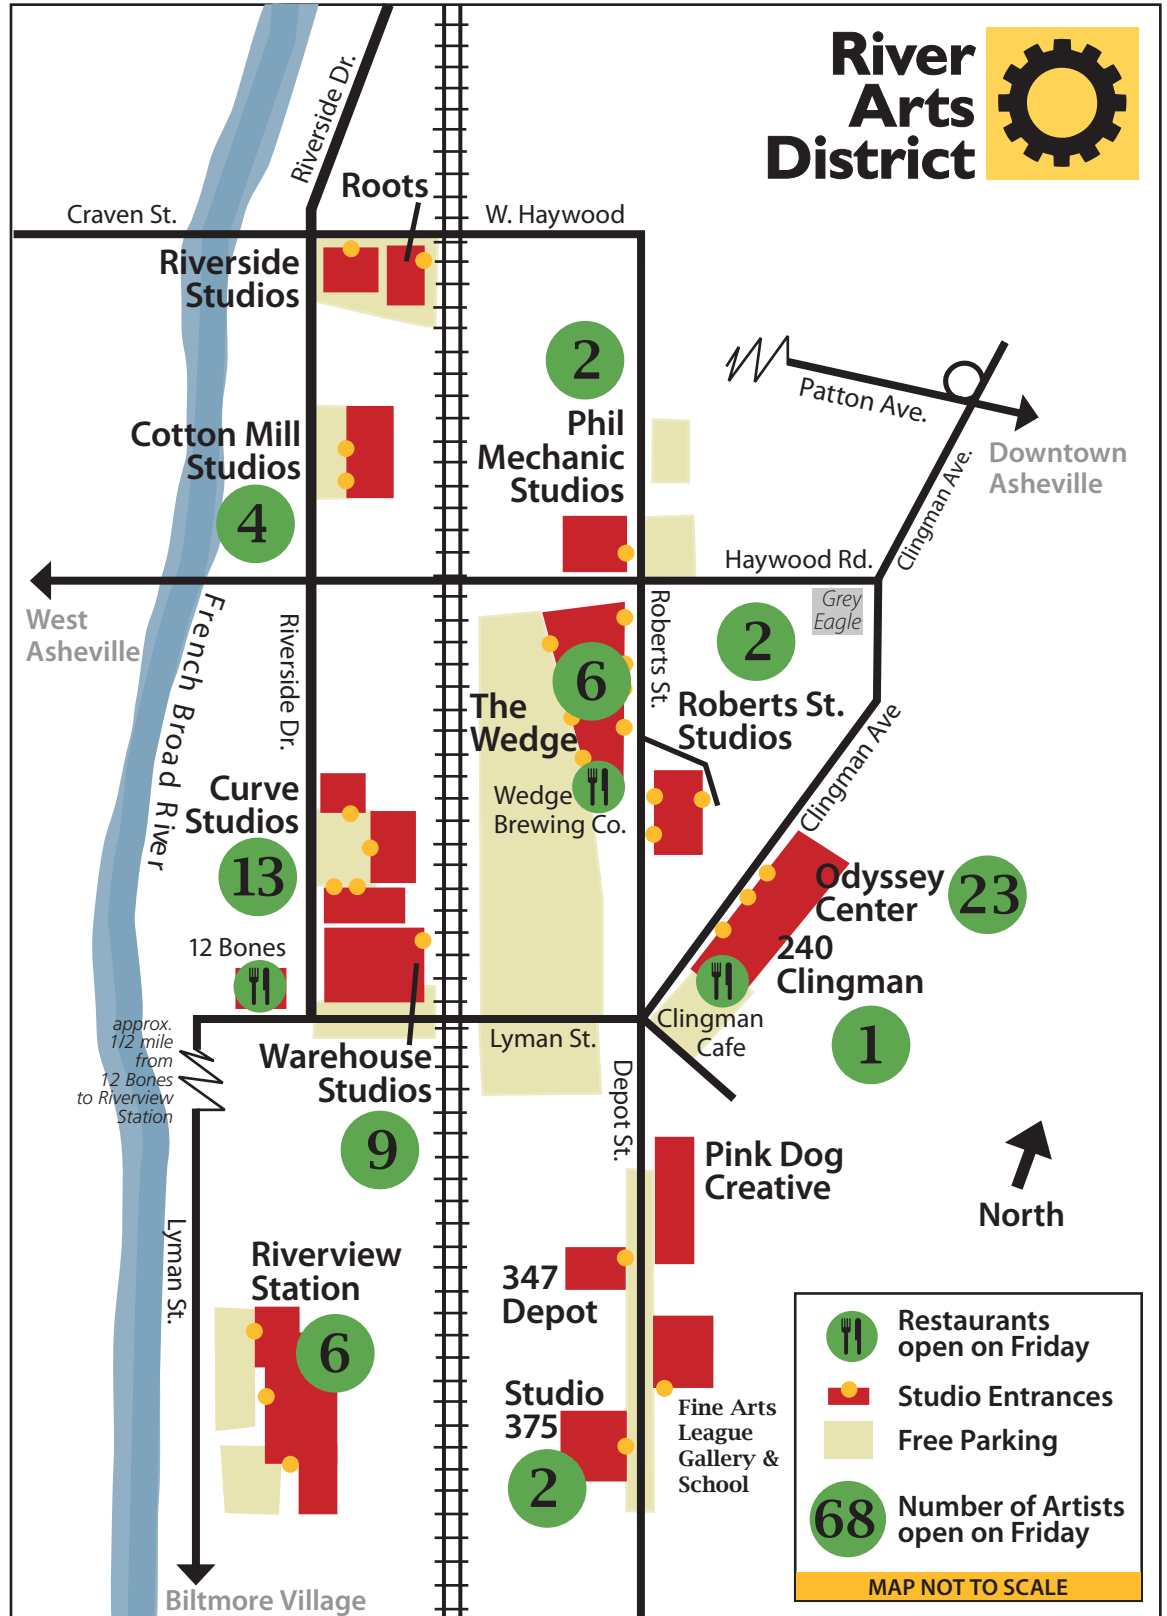 River
Arts
District
Riverside Dr.
Roots
Craven St.
W. Haywood
Riverside
Studios
2
Patton Ave.
Phil
Mechanic
Studios
Cotton Mill
Studios
4
Downtown
Asheville
Clingman Ave.
Haywood Rd.
West
Asheville
French Broad River
Riverside Dr.
Roberts St.
Grey
Eagle
2
6
The
Wedge
Roberts St.
Studios
Clingman Ave
Wedge
Brewing Co.
Curve
Studios
13
Odyssey
Center
23
12 Bones
240
Clingman
1
Clingman
Cafe
approx.
1/2 mile
from
12 Bones
to Riverview
Station
Lyman St.
Warehouse
Studios
9
Depot St.
Pink Dog
Creative
North
Lyman St.
Riverview
Station
6
347
Depot
Studio
375
2
Fine Arts
League
Gallery &
School
Restaurants
open on Friday
Studio Entrances
Free Parking
68
Number of Artists
open on Friday
MAP NOT TO SCALE
Biltmore Village